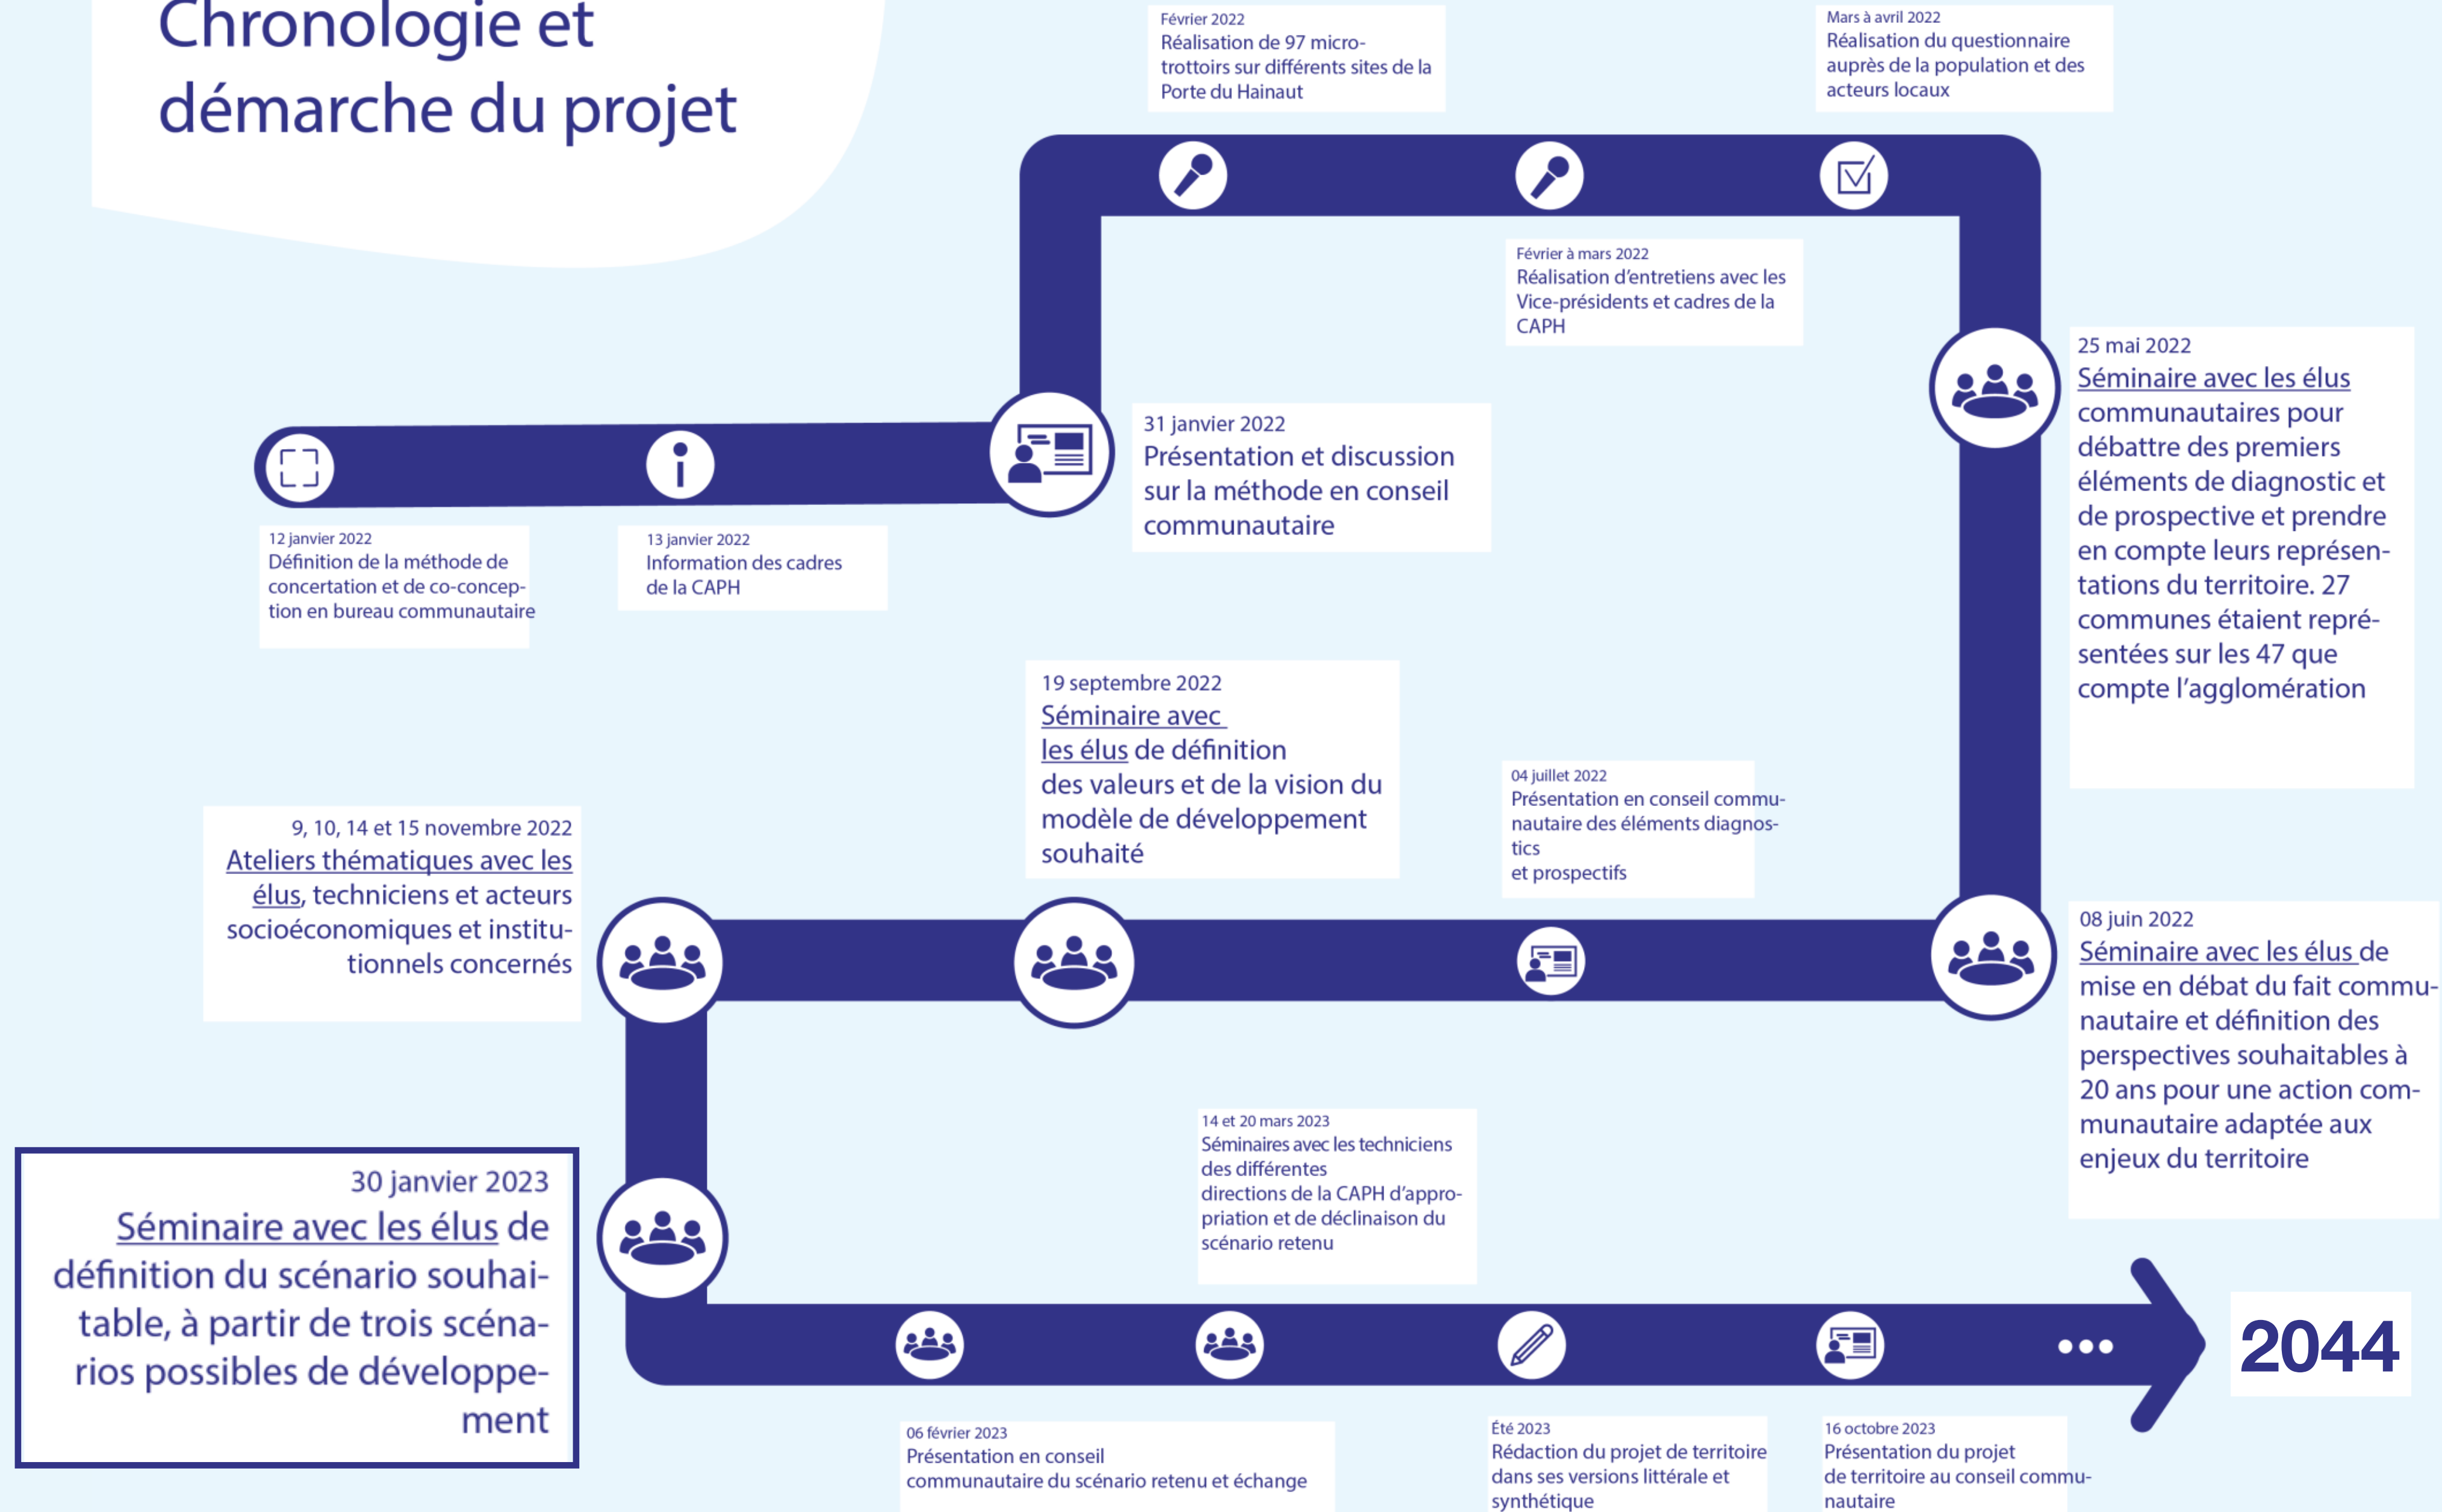 Chronologie et
démarche du projet
12 janvier 2022
Définition de la méthode de
concertation et de co-concep-
tion en bureau communautaire
13 janvier 2022
Information des cadres
de la CAPH
31 janvier 2022
Présentation et discussion
sur la méthode en conseil
communautaire
Février 2022
Réalisation de 97 micro-
trottoirs sur différents sites de la
Porte du Hainaut
Février à mars 2022
Réalisation d'entretiens avec les
Vice-présidents et cadres de la
CAPH
Mars à avril 2022
Réalisation du questionnaire
auprès de la population et des
acteurs locaux
25 mai 2022
Séminaire avec les élus
communautaires pour
débattre des premiers
éléments de diagnostic et
de prospective et prendre
en compte leurs représen-
tations du territoire. 27
communes étaient repré-
sentées sur les 47 que
compte l'agglomération
08 juin 2022
Séminaire avec les élus de
mise en débat du fait commu-
nautaire et définition des
perspectives souhaitables à
20 ans pour une action com-
munautaire adaptée aux
enjeux du territoire
04 juillet 2022
Présentation en conseil commu-
nautaire des éléments diagnos-
tics
et prospectifs
19 septembre 2022
Séminaire avec
les élus de définition
des valeurs et de la vision du
modèle de développement
souhaité
9, 10, 14 et 15 novembre 2022
Ateliers thématiques avec les
élus, techniciens et acteurs
socioéconomiques et institu-
tionnels concernés
30 janvier 2023
Séminaire avec les élus de
définition du scénario souhai-
table, à partir de trois scéna-
rios possibles de développe-
ment
06 février 2023
Présentation en conseil
communautaire du scénario retenu et échange
14 et 20 mars 2023
Séminaires avec les techniciens
des différentes
directions de la CAPH d'appro-
priation et de déclinaison du
scénario retenu
Été 2023
Rédaction du projet de territoire
dans ses versions littérale et
synthétique
16 octobre 2023
Présentation du projet
de territoire au conseil commu-
nautaire
2044